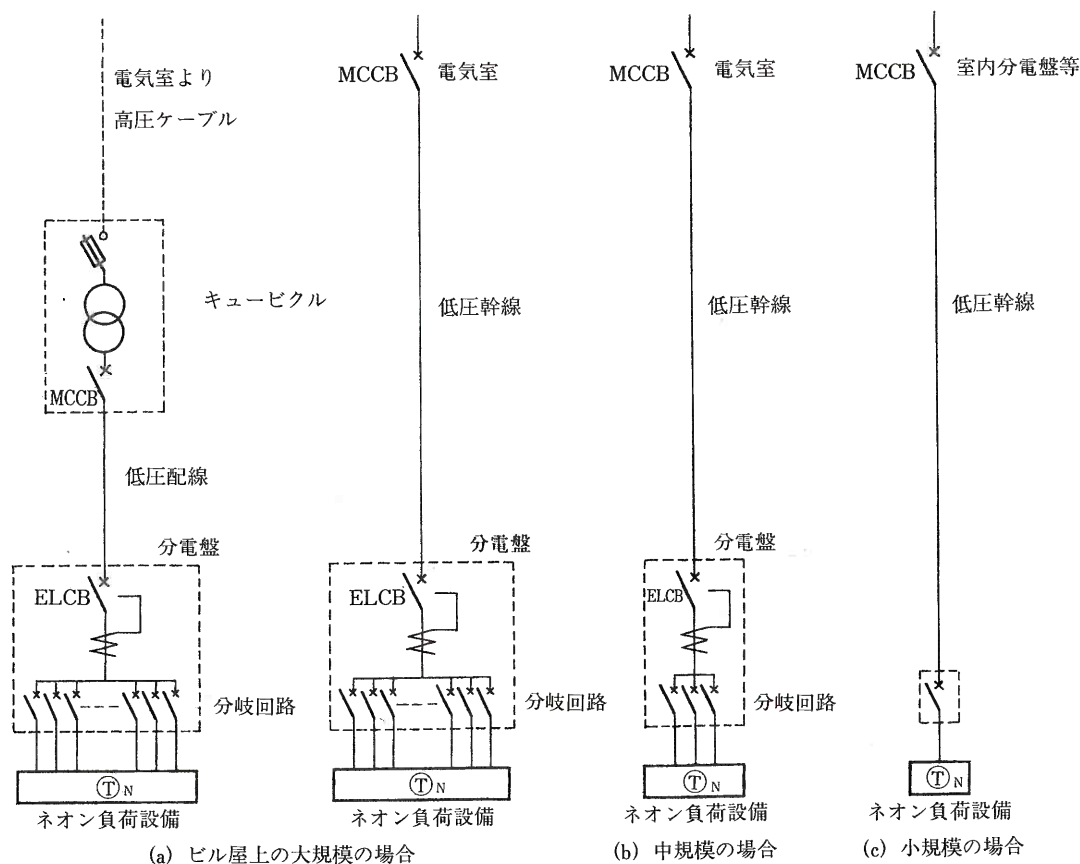 電気室より
高圧ケーブル
キュービクル
MCCB
低圧配線
分電盤
ELCB
分岐回路
T N
ネオン負荷設備
MCCB
電気室
低圧幹線
分電盤
ELCB
分岐回路
T N
ネオン負荷設備
(a) ビル屋上の大規模の場合
MCCB
電気室
低圧幹線
分電盤
ELCB
分岐回路
T N
ネオン負荷設備
(b) 中規模の場合
MCCB
室内分電盤等
低圧幹線
T N
ネオン負荷設備
(c) 小規模の場合